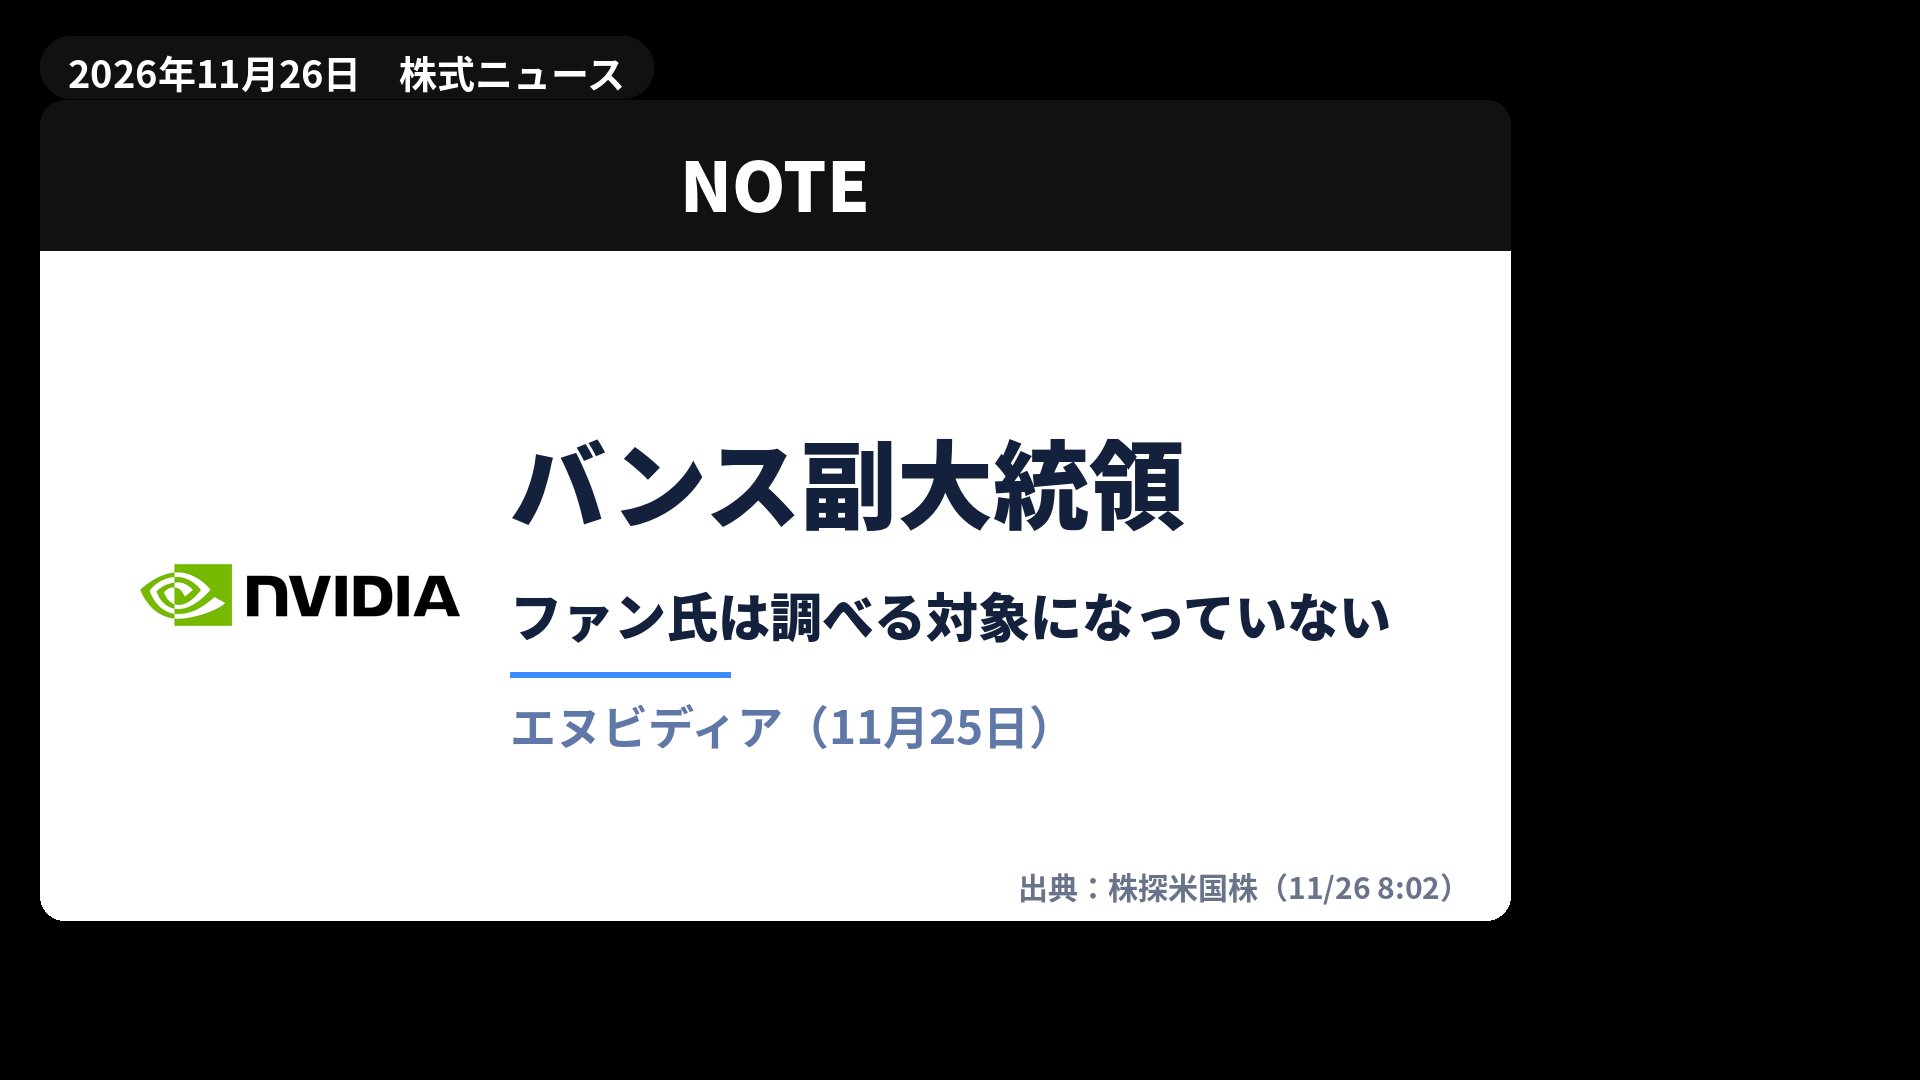 2026年11月26日　株式ニュース
NOTE
バンス副大統領
NVIDIA
ファン氏は調べる対象になっていない
エヌビディア（11月25日）
出典：株探米国株（11/26 8:02）